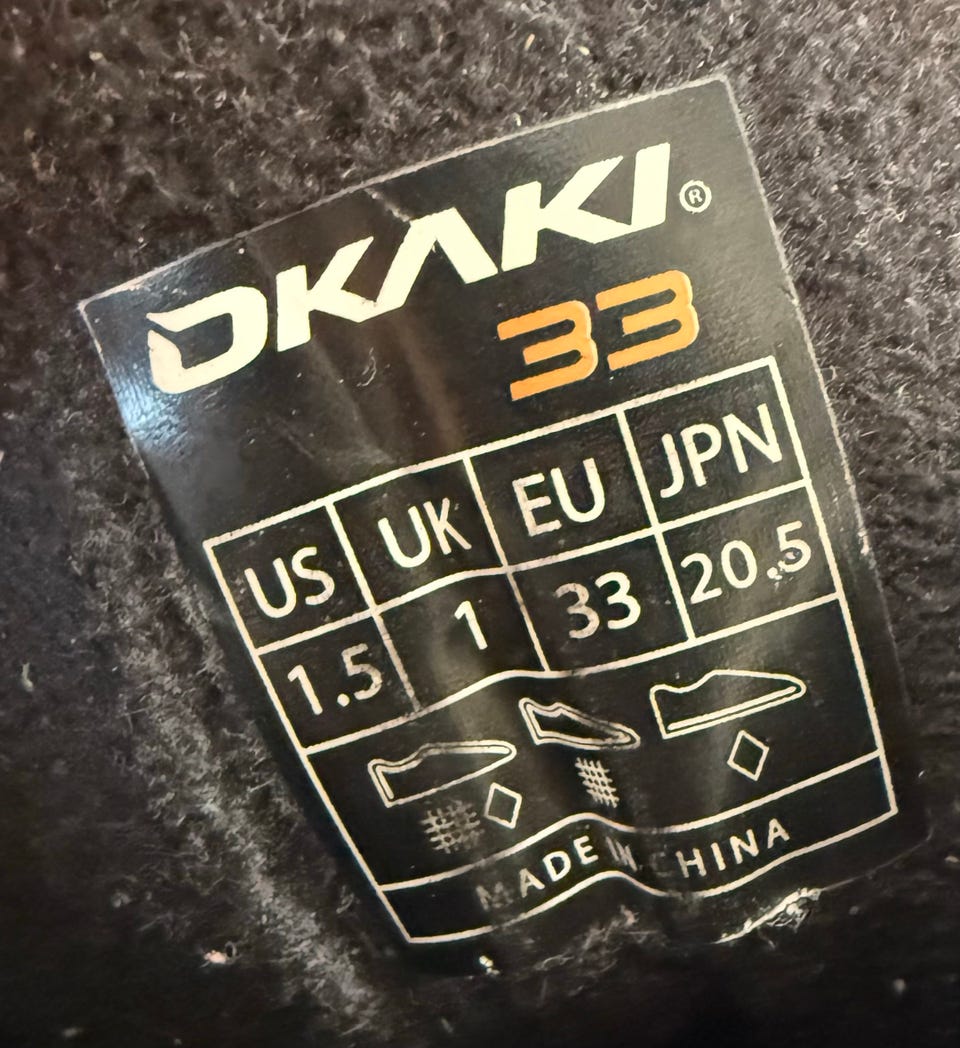 OKAKI®
33
US UK EU JPN
1.5 1 33 20.5
MADE IN CHINA